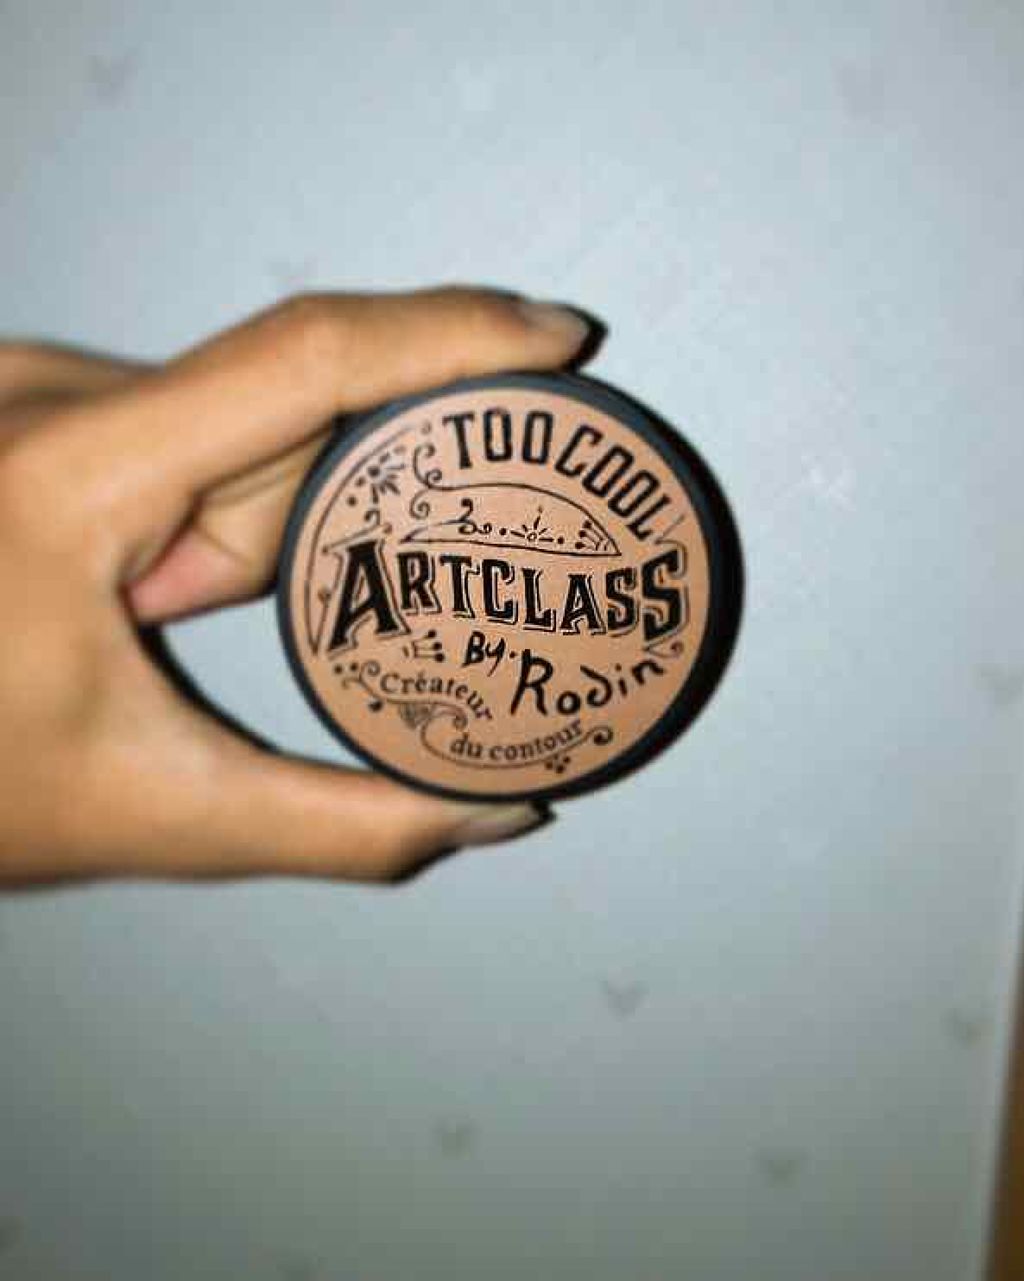 TOOCOOL
ARTCLASS
By. Rodin
Créateur
du contour